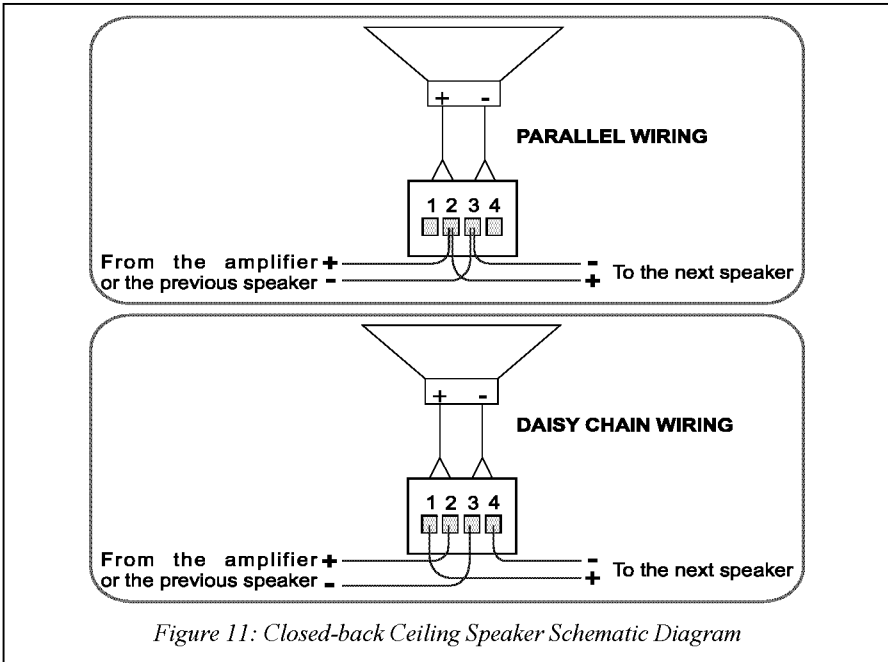 + -
PARALLEL WIRING
1 2 3 4
From the amplifier +
or the previous speaker -
-
+ To the next speaker
+ -
DAISY CHAIN WIRING
1 2 3 4
From the amplifier +
or the previous speaker -
-
+ To the next speaker
Figure 11: Closed-back Ceiling Speaker Schematic Diagram